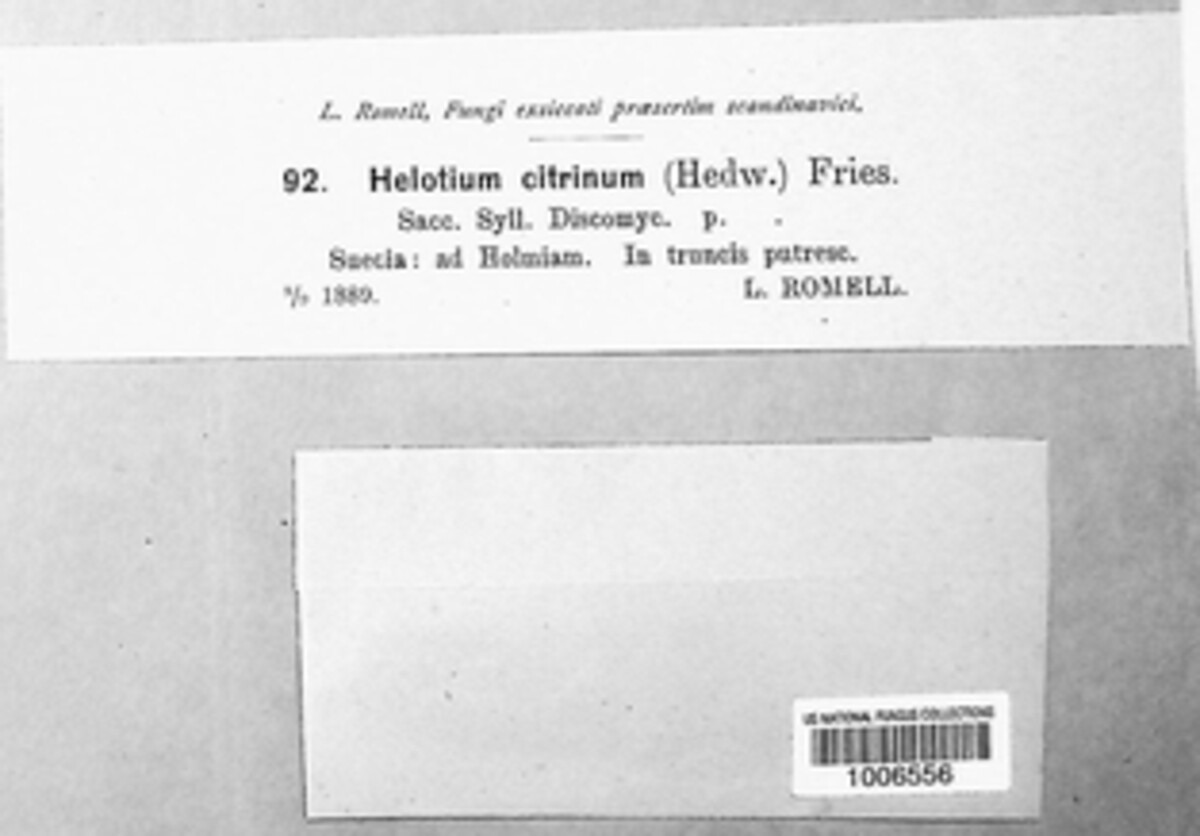 L. Romell, Fungi exsiccati præsertim scandinavici.
92. Helotium citrinum (Hedw.) Fries.
Sacc. Syll. Discomyc. p. .
Suecia: ad Holmiam. In truncis putresc.
1889. L. ROMELL.
US NATIONAL FUNGUS COLLECTIONS
1006556